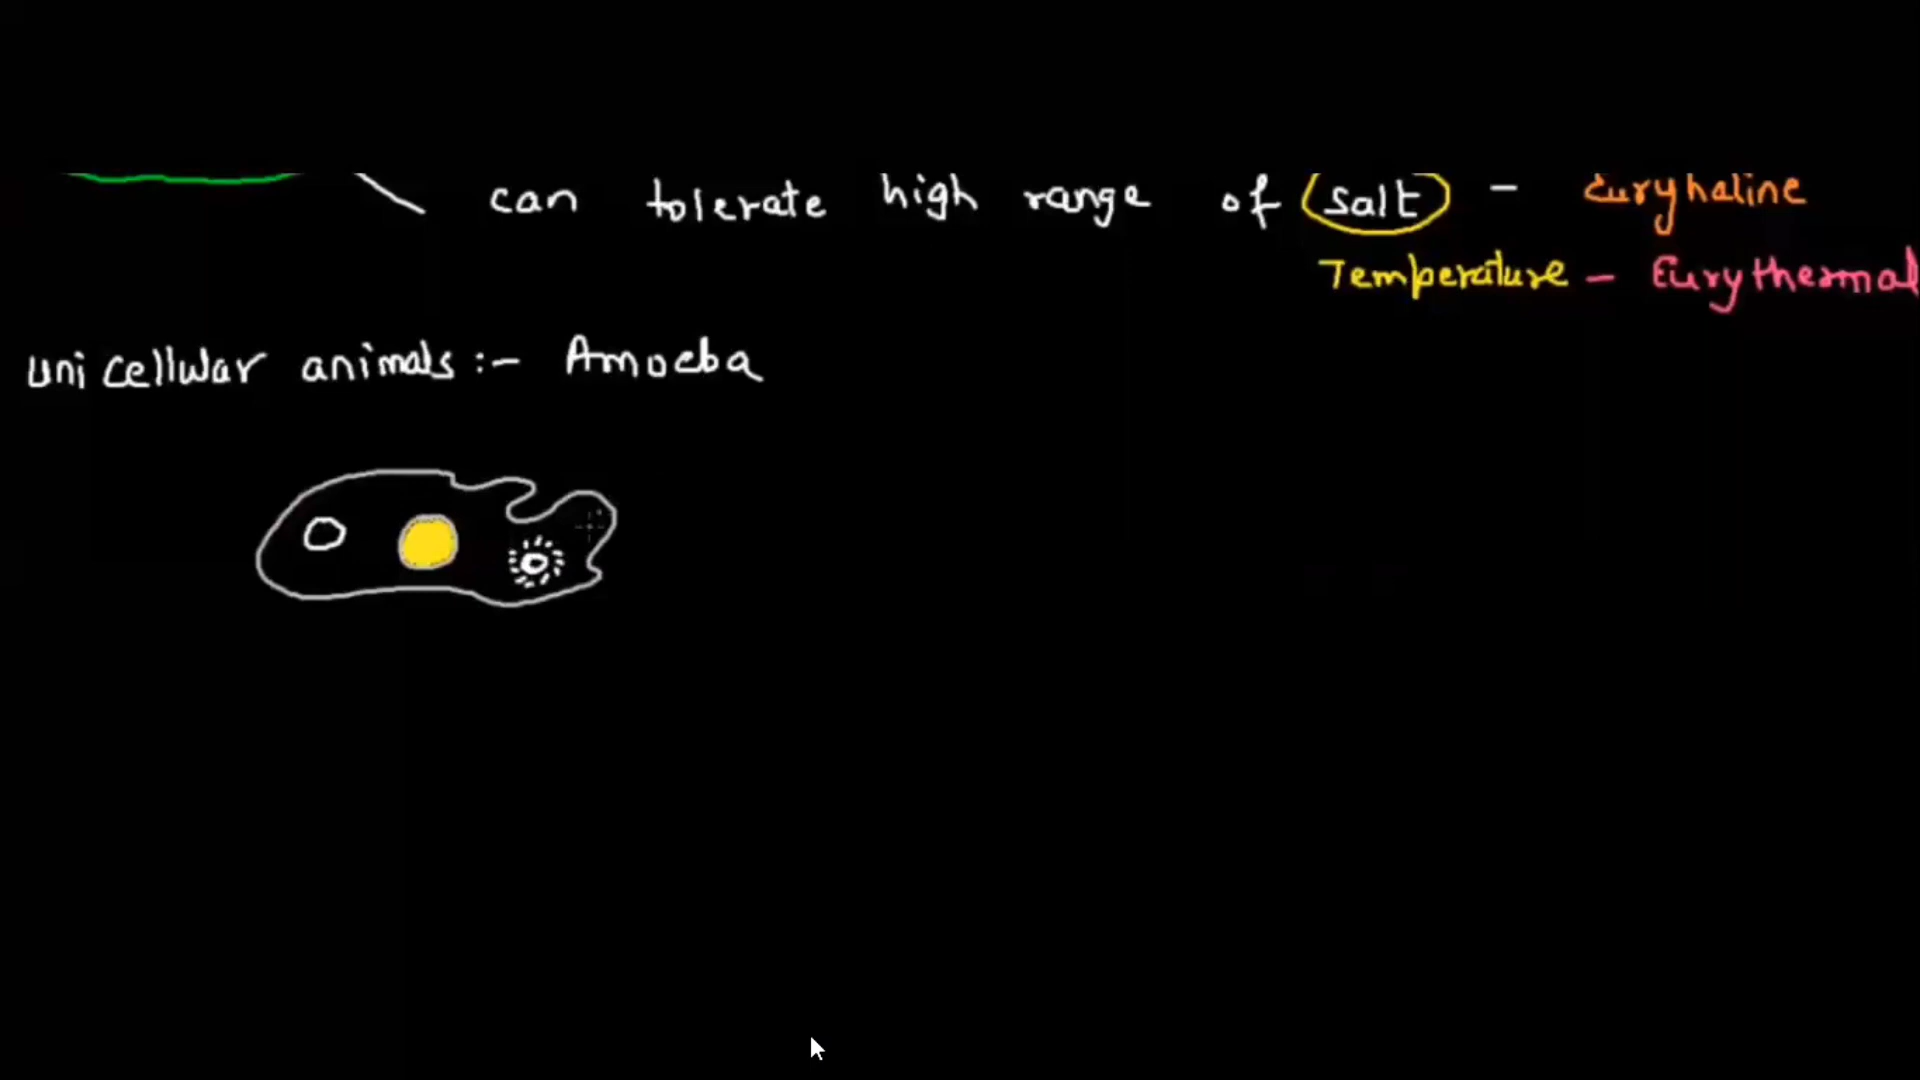 can tolerate high range of salt - Euryhaline
Temperature - Eurythermal
unicellular animals :- Amoeba